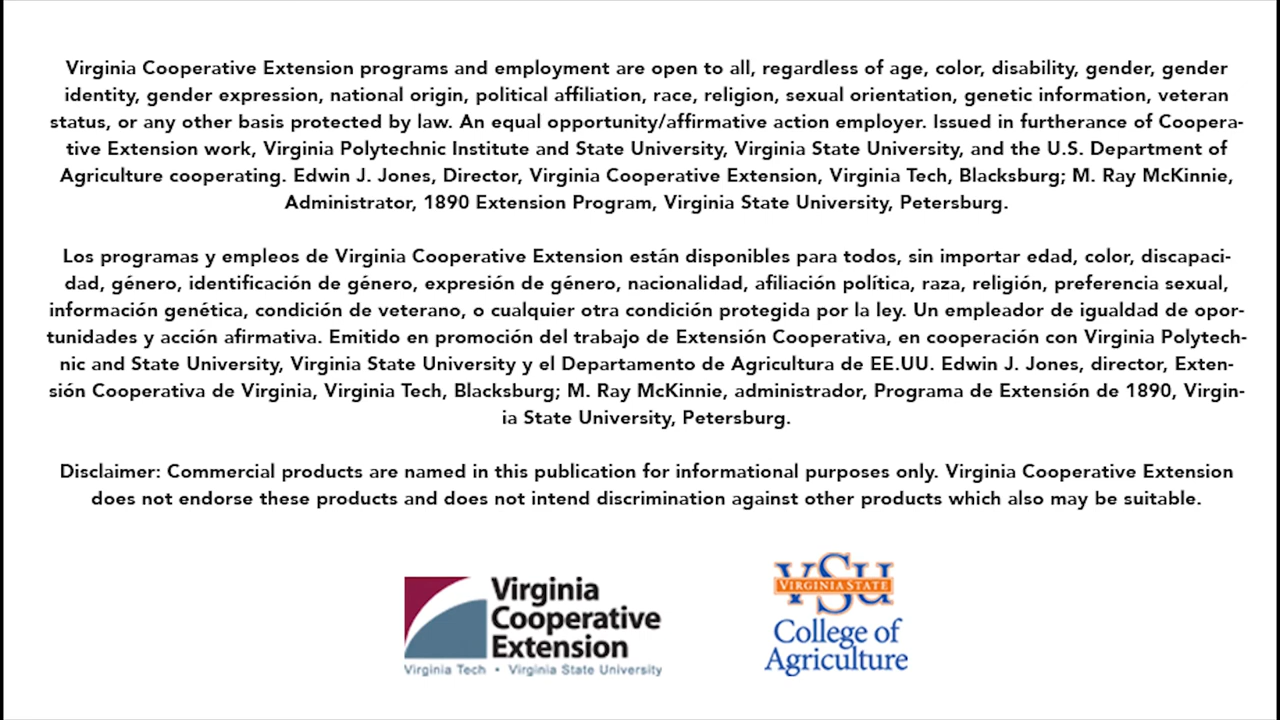 Virginia Cooperative Extension programs and employment are open to all, regardless of age, color, disability, gender, gender
identity, gender expression, national origin, political affiliation, race, religion, sexual orientation, genetic information, veteran
status, or any other basis protected by law. An equal opportunity/affirmative action employer. Issued in furtherance of Coopera-
tive Extension work, Virginia Polytechnic Institute and State University, Virginia State University, and the U.S. Department of
Agriculture cooperating. Edwin J. Jones, Director, Virginia Cooperative Extension, Virginia Tech, Blacksburg; M. Ray McKinnie,
Administrator, 1890 Extension Program, Virginia State University, Petersburg.
Los programas y empleos de Virginia Cooperative Extension están disponibles para todos, sin importar edad, color, discapaci-
dad, género, identificación de género, expresión de género, nacionalidad, afiliación política, raza, religión, preferencia sexual,
información genética, condición de veterano, o cualquier otra condición protegida por la ley. Un empleador de igualdad de opor-
tunidades y acción afirmativa. Emitido en promoción del trabajo de Extensión Cooperativa, en cooperación con Virginia Polytech-
nic and State University, Virginia State University y el Departamento de Agricultura de EE.UU. Edwin J. Jones, director, Exten-
sión Cooperativa de Virginia, Virginia Tech, Blacksburg; M. Ray McKinnie, administrador, Programa de Extensión de 1890, Virgin-
ia State University, Petersburg.
Disclaimer: Commercial products are named in this publication for informational purposes only. Virginia Cooperative Extension
does not endorse these products and does not intend discrimination against other products which also may be suitable.
Virginia
Cooperative
Extension
Virginia Tech • Virginia State University
VSU
VIRGINIA STATE
College of
Agriculture